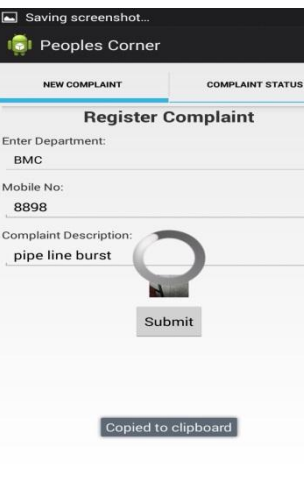 Saving screenshot...
Peoples Corner
NEW COMPLAINT COMPLAINT STATUS
Register Complaint
Enter Department:
BMC
Mobile No:
8898
Complaint Description:
pipe line burst
Submit
Copied to clipboard